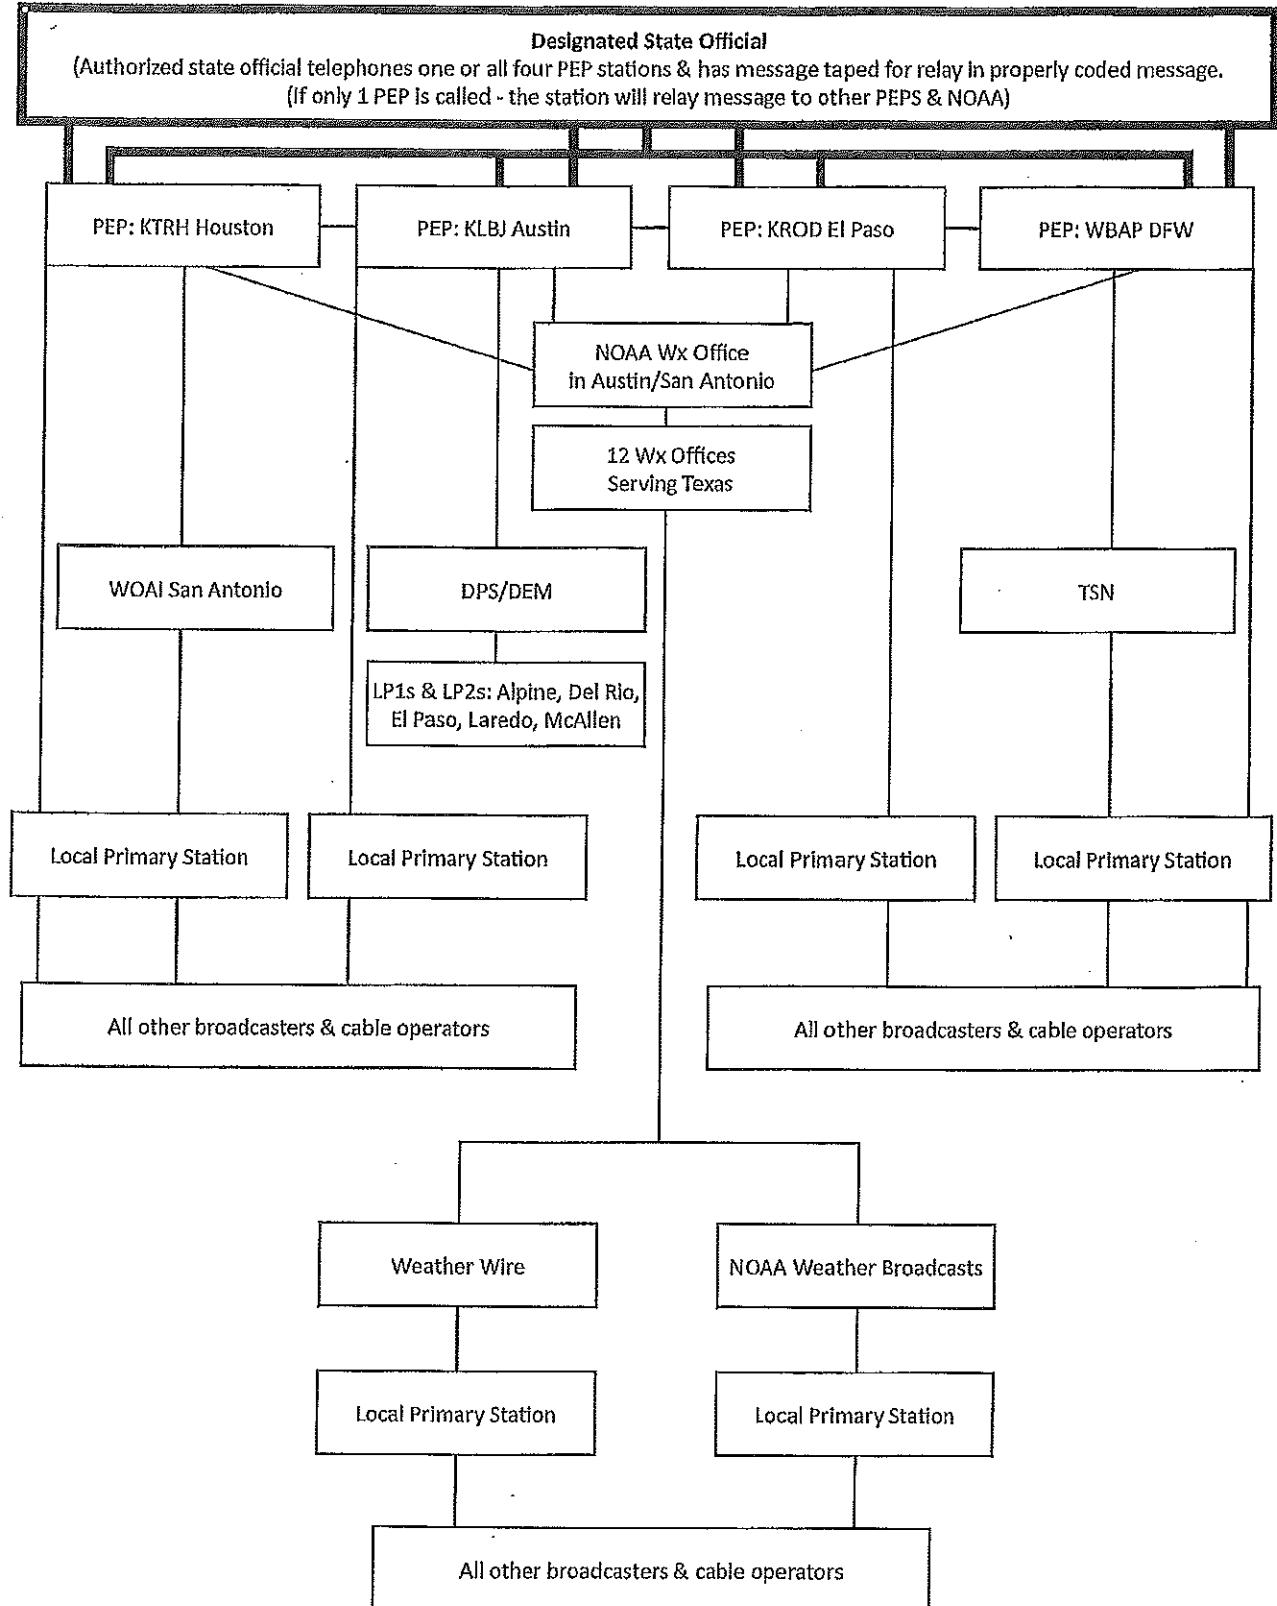 Designated State Official
(Authorized state official telephones one or all four PEP stations & has message taped for relay in properly coded message.
(If only 1 PEP is called - the station will relay message to other PEPS & NOAA)
PEP: KTRH Houston
PEP: KLBJ Austin
PEP: KROD El Paso
PEP: WBAP DFW
NOAA Wx Office
in Austin/San Antonio
12 Wx Offices
Serving Texas
WOAI San Antonio
DPS/DEM
TSN
LP1s & LP2s: Alpine, Del Rio,
El Paso, Laredo, McAllen
Local Primary Station
Local Primary Station
Local Primary Station
Local Primary Station
All other broadcasters & cable operators
All other broadcasters & cable operators
Weather Wire
NOAA Weather Broadcasts
Local Primary Station
Local Primary Station
All other broadcasters & cable operators